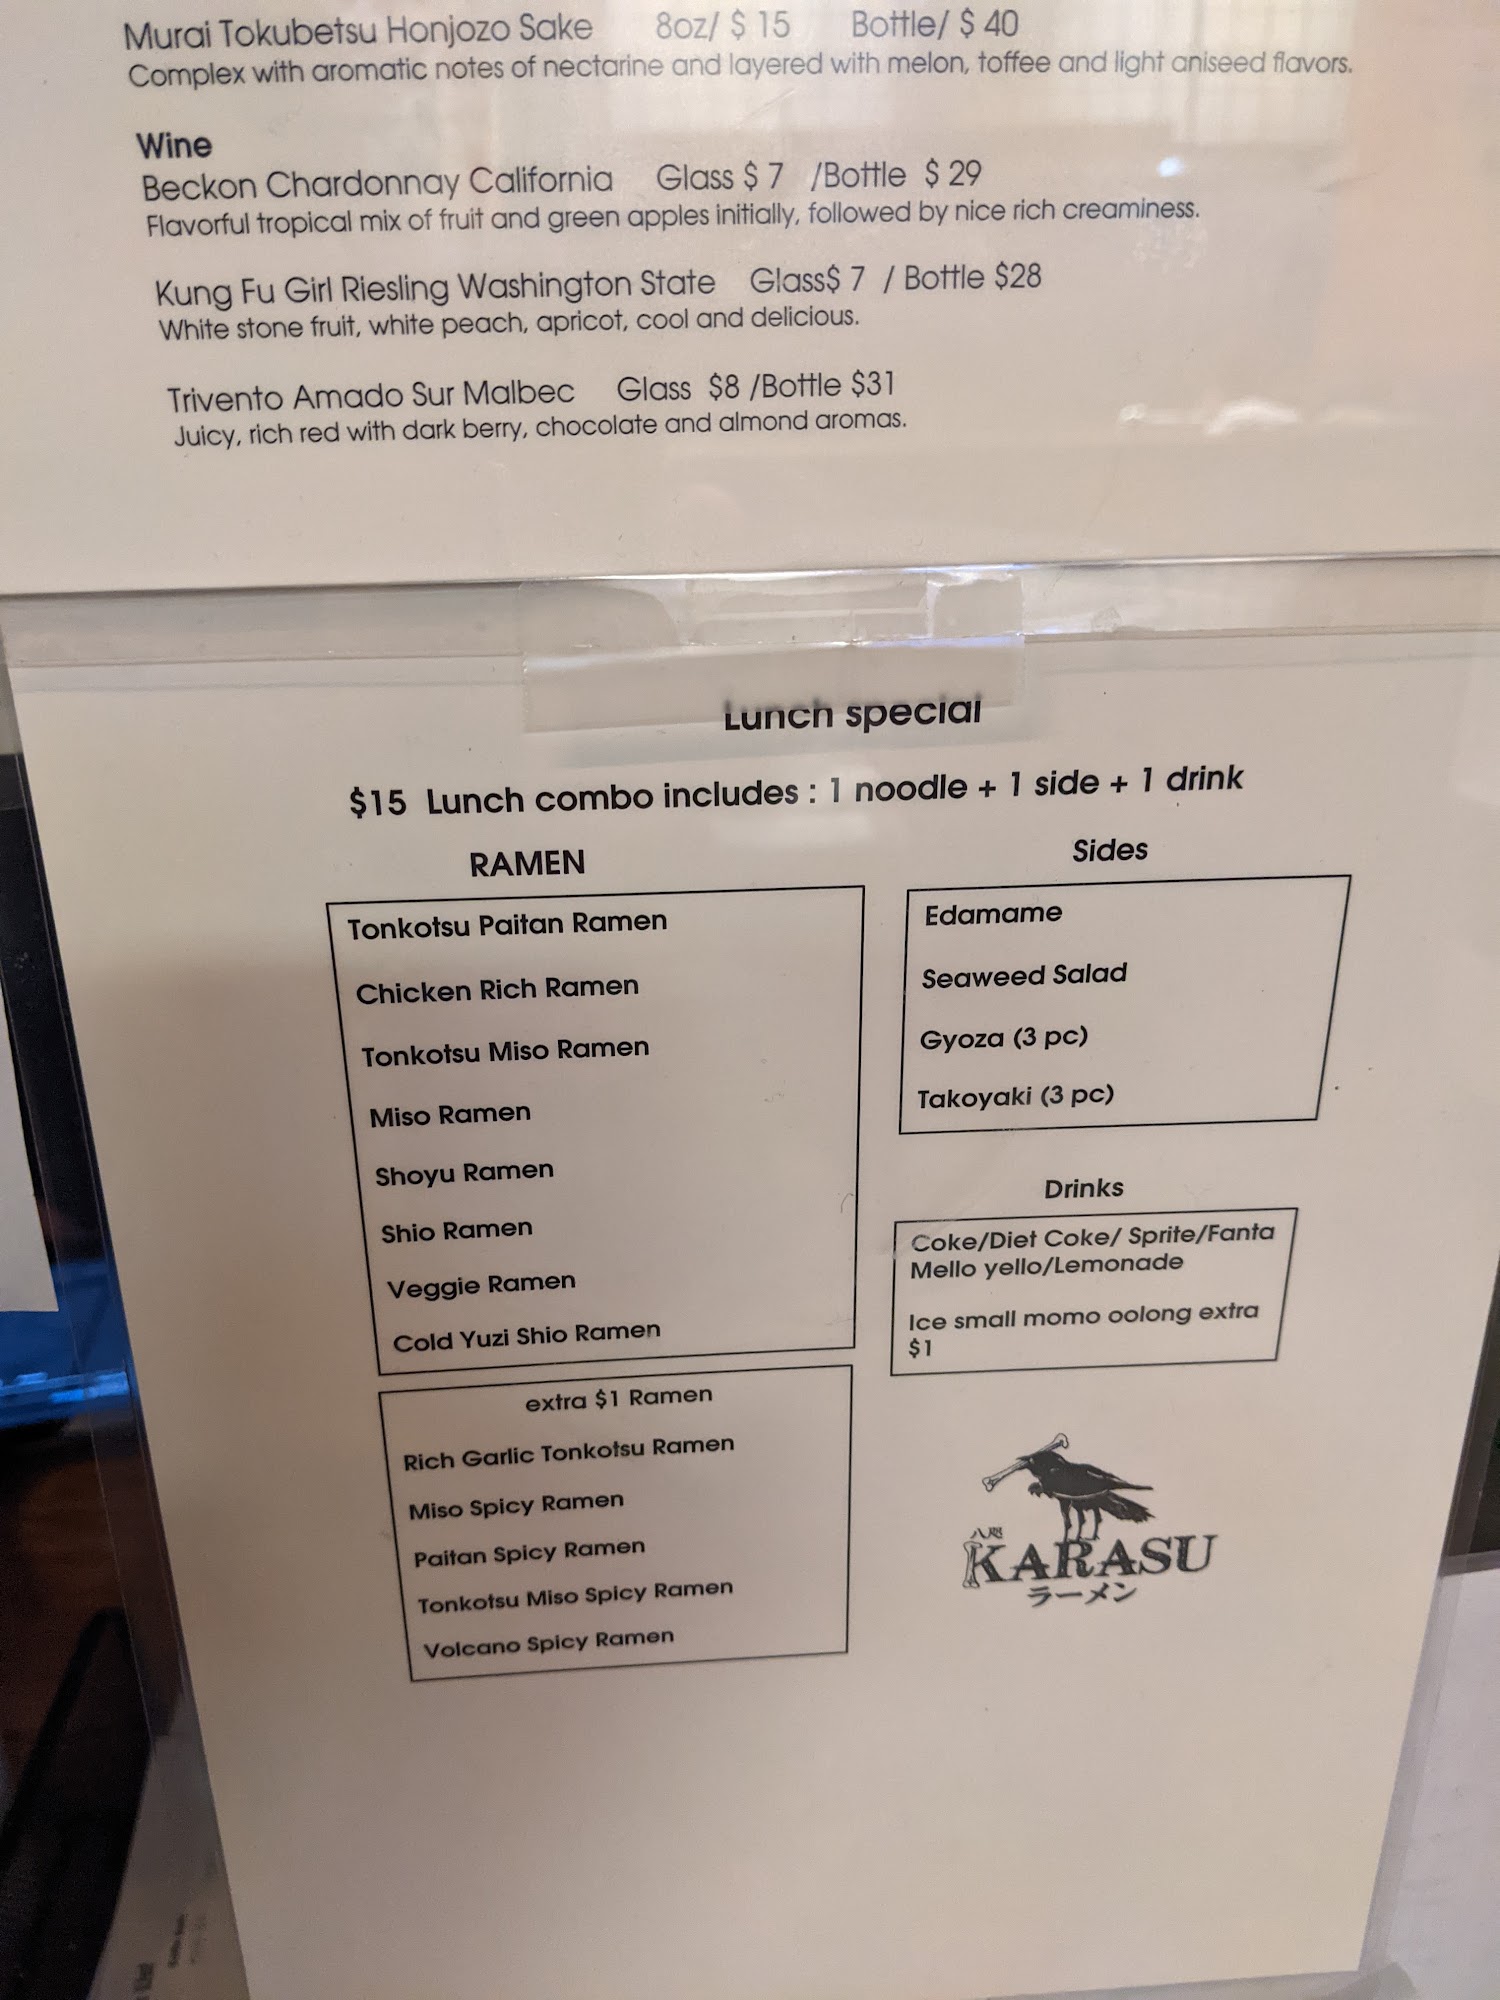 Murai Tokubetsu Honjozo Sake 8oz/ $ 15 Bottle/ $ 40
Complex with aromatic notes of nectarine and layered with melon, toffee and light aniseed flavors.
Wine
Beckon Chardonnay California Glass $ 7 /Bottle $ 29
Flavorful tropical mix of fruit and green apples initially, followed by nice rich creaminess.
Kung Fu Girl Riesling Washington State Glass$ 7 / Bottle $28
White stone fruit, white peach, apricot, cool and delicious.
Trivento Amado Sur Malbec Glass $8 /Bottle $31
Juicy, rich red with dark berry, chocolate and almond aromas.
Lunch special
$15 Lunch combo includes : 1 noodle + 1 side + 1 drink
RAMEN
Tonkotsu Paitan Ramen
Chicken Rich Ramen
Tonkotsu Miso Ramen
Miso Ramen
Shoyu Ramen
Shio Ramen
Veggie Ramen
Cold Yuzi Shio Ramen
extra $1 Ramen
Rich Garlic Tonkotsu Ramen
Miso Spicy Ramen
Paitan Spicy Ramen
Tonkotsu Miso Spicy Ramen
Volcano Spicy Ramen
Sides
Edamame
Seaweed Salad
Gyoza (3 pc)
Takoyaki (3 pc)
Drinks
Coke/Diet Coke/ Sprite/Fanta
Mello yello/Lemonade
Ice small momo oolong extra
$1
KARASU
ラーメン